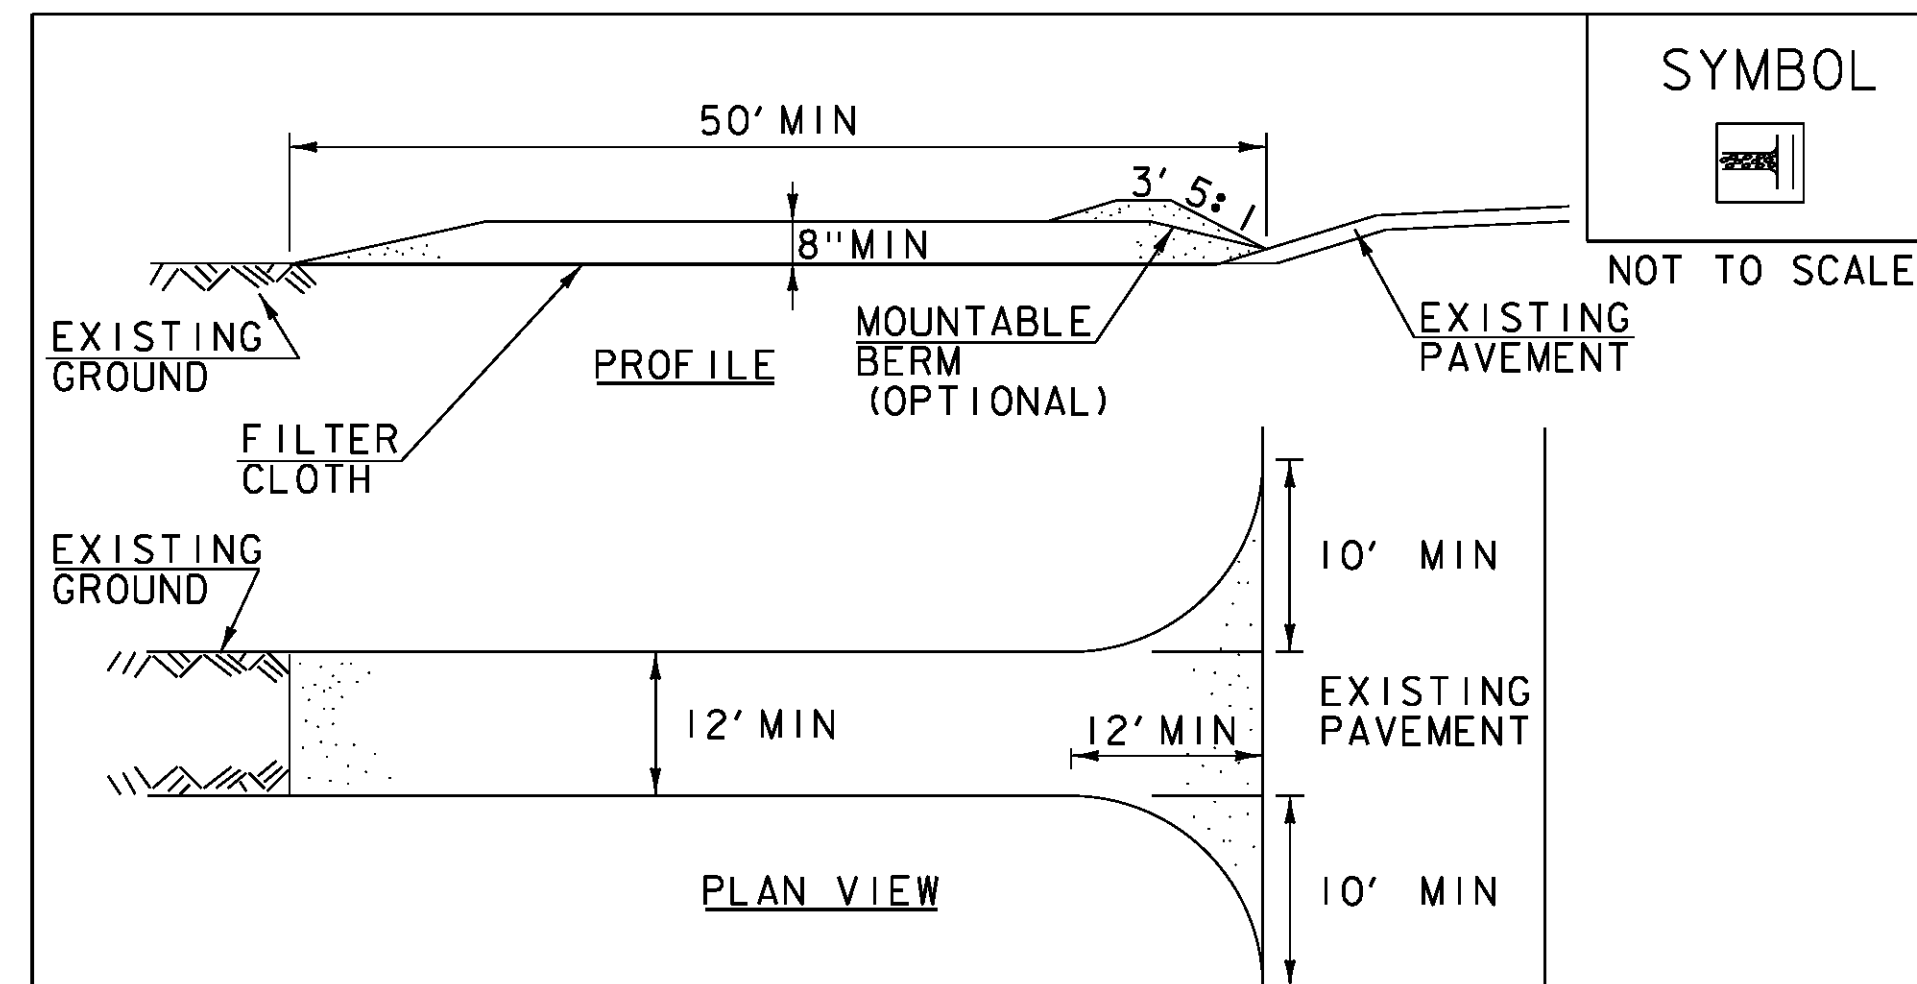 SYMBOL
50' MIN
3' 5:1
8" MIN
NOT TO SCALE
EXISTING
GROUND
PROFILE
MOUNTABLE
BERM
(OPTIONAL)
EXISTING
PAVEMENT
FILTER
CLOTH
EXISTING
GROUND
10' MIN
12' MIN
12' MIN
EXISTING
PAVEMENT
PLAN VIEW
10' MIN